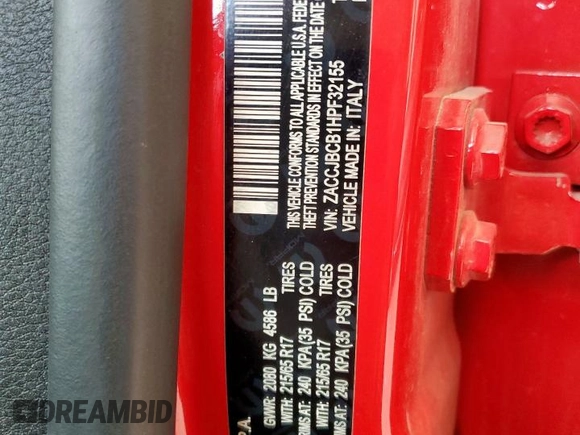 THIS VEHICLE CONFORMS TO ALL APPLICABLE U.S.A. FEDE
THEFT PREVENTION STANDARDS IN EFFECT ON THE DATE
VIN: ZACCJBCB1HPF32155
VEHICLE MADE IN: ITALY
P.A.
GVWR: 2080 KG 4586 LB
WITH: 215/65 R17 TIRES
RIMS AT: 240 KPA(35 PSI) COLD
WITH: 215/65 R17 TIRES
RIMS AT: 240 KPA(35 PSI) COLD
DREAMBID